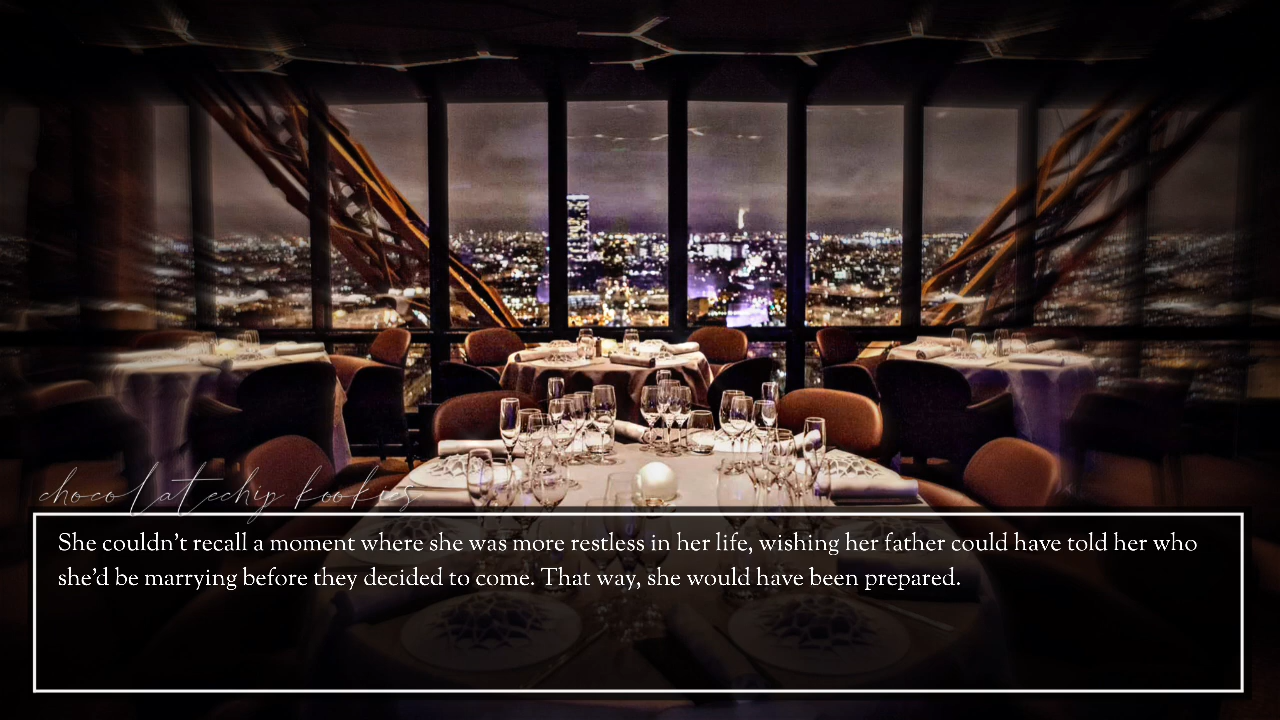 chocolatechip kookies
She couldn't recall a moment where she was more restless in her life, wishing her father could have told her who
she'd be marrying before they decided to come. That way, she would have been prepared.